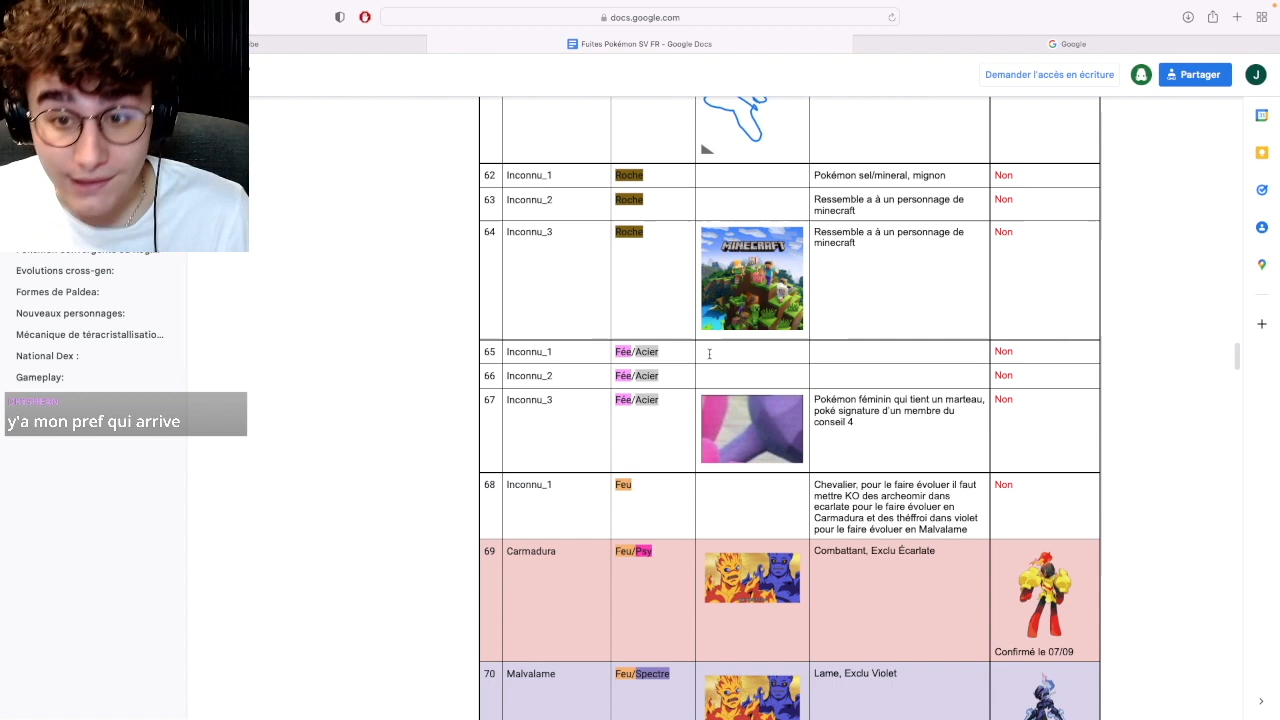 docs.google.com
be
Fuites Pokémon SV FR - Google Docs
Google
Demander l'accès en écriture
Partager
J
Evolutions cross-gen:
Formes de Paldea:
Nouveaux personnages:
Mécanique de téracristallisatio...
National Dex :
Gameplay:
y'a mon pref qui arrive
62 Inconnu_1 Roche Pokémon sel/mineral, mignon Non
63 Inconnu_2 Roche Ressemble a à un personnage de Non
minecraft
64 Inconnu_3 Roche Ressemble a à un personnage de Non
minecraft
MINECRAFT
65 Inconnu_1 Fée/Acier Non
66 Inconnu_2 Fée/Acier Non
67 Inconnu_3 Fée/Acier Pokémon féminin qui tient un marteau, Non
poké signature d'un membre du
conseil 4
68 Inconnu_1 Feu Chevalier, pour le faire évoluer il faut Non
mettre KO des archeomir dans
ecarlate pour le faire évoluer en
Carmadura et des théffroi dans violet
pour le faire évoluer en Malvalame
69 Carmadura Feu/Psy Combattant, Exclu Écarlate
Confirmé le 07/09
70 Malvalame Feu/Spectre Lame, Exclu Violet